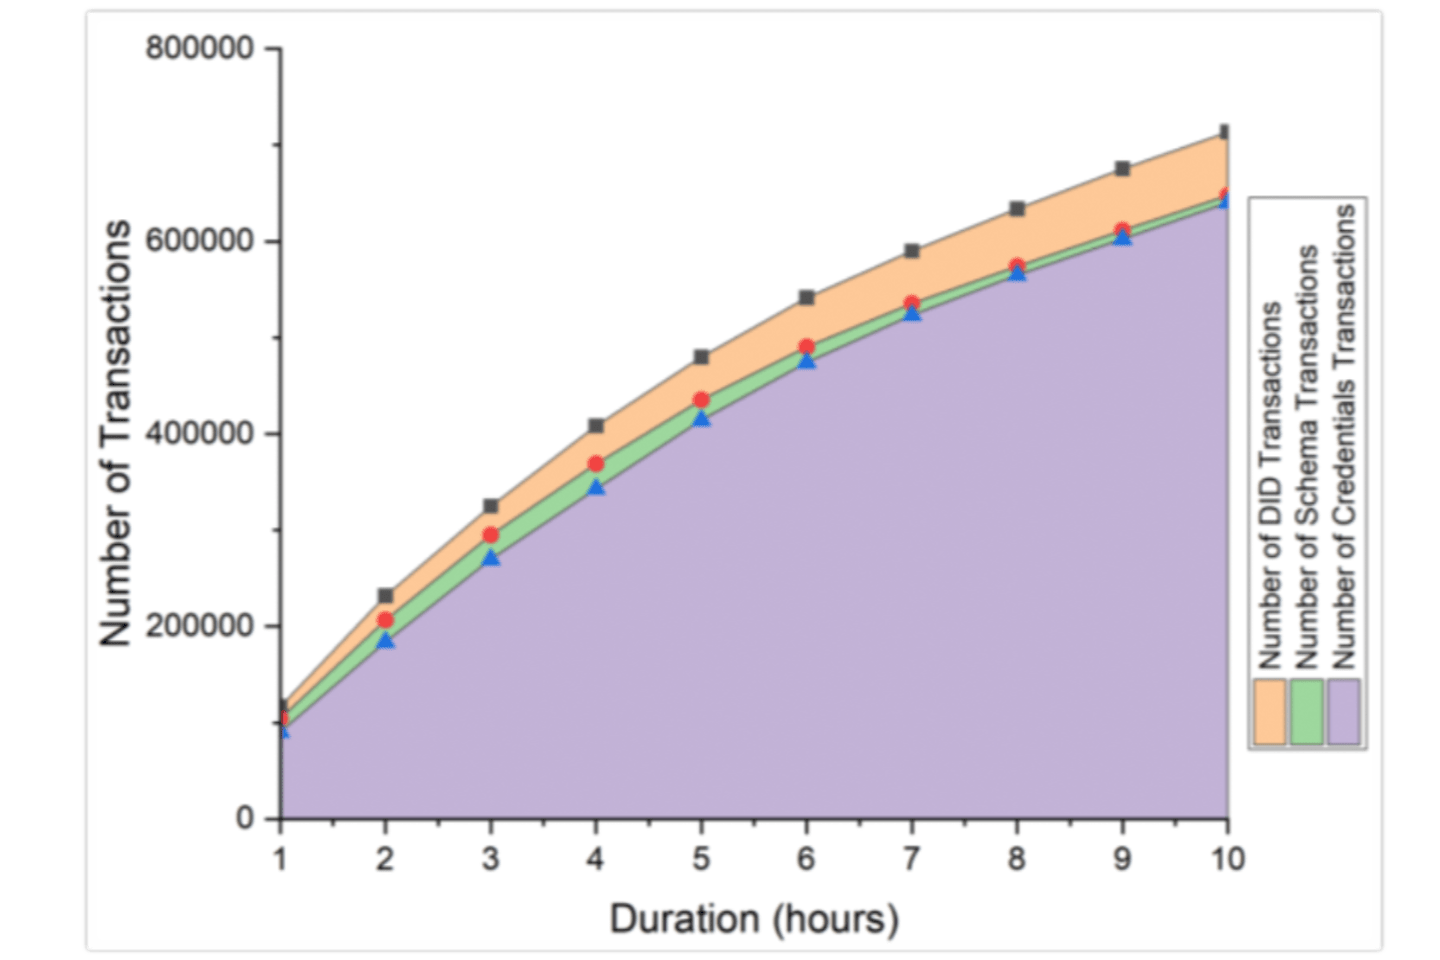 800000
600000
400000
200000
0
Number of Transactions
1 2 3 4 5 6 7 8 9 10
Duration (hours)
Number of DID Transactions
Number of Schema Transactions
Number of Credentials Transactions